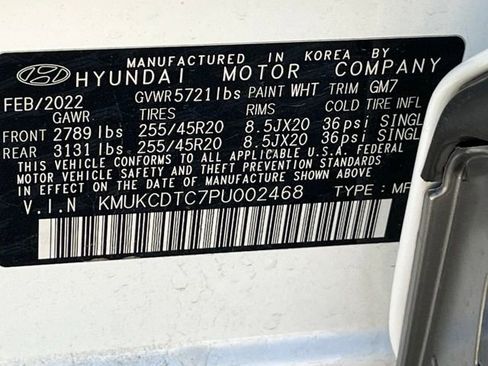 MANUFACTURED IN KOREA BY
HYUNDAI MOTOR COMPANY
FEB/2022 GVWR 5721 lbs PAINT WHT TRIM GM7
GAWR TIRES RIMS COLD TIRE INFL
FRONT 2789 lbs 255/45R20 8.5JX20 36psi SINGL
REAR 3131 lbs 255/45R20 8.5JX20 36psi SINGL
THIS VEHICLE CONFORMS TO ALL APPLICABLE U.S.A FEDERAL
MOTOR VEHICLE SAFETY AND THEFT PREVENTION STANDARDS
IN EFFECT ON THE DATE OF MANUFACTURE SHOWN ABOVE.
V.I.N KMUKCDTC7PU002468 TYPE : MP